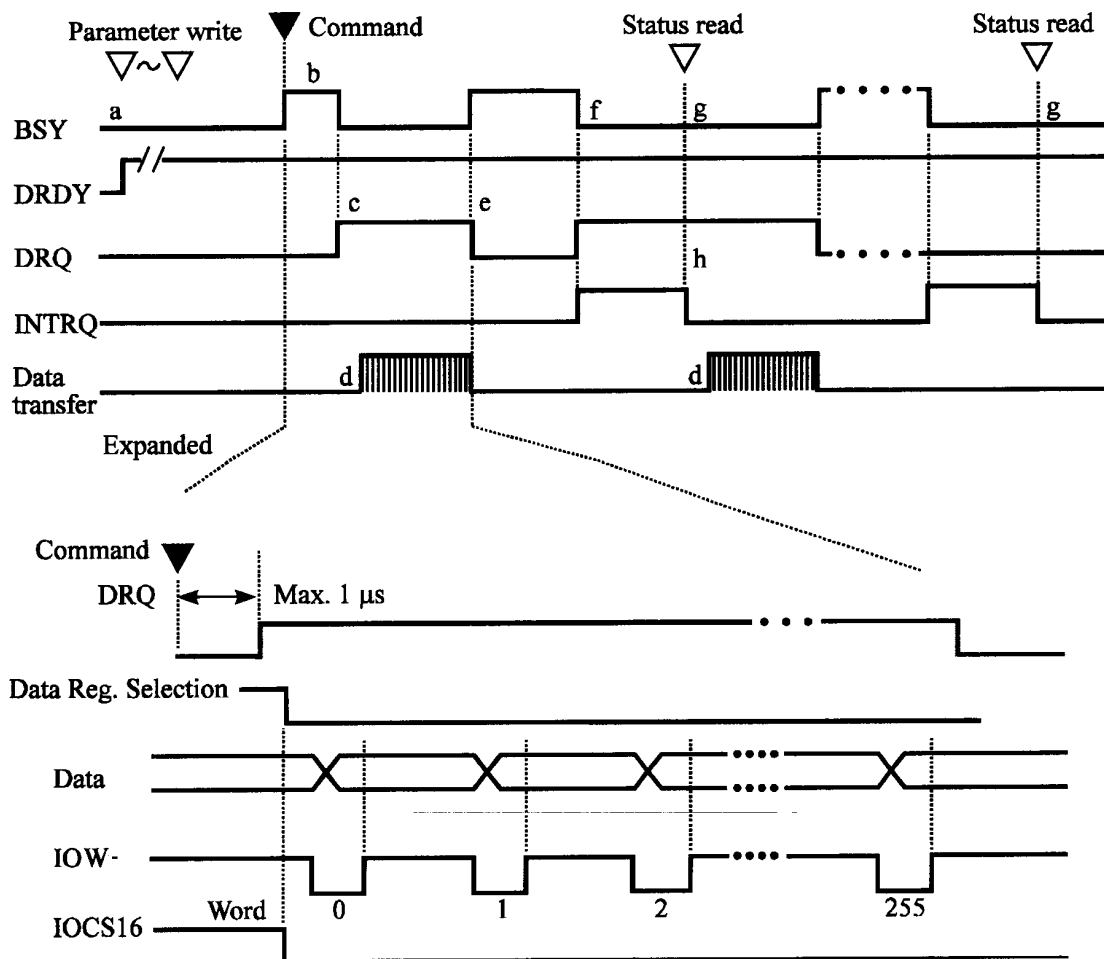 Parameter write
Command
Status read
Status read
b
a
f
g
g
BSY
DRDY
c
e
DRQ
h
INTRQ
d
d
Data
transfer
Expanded
Command
DRQ
Max. 1 μs
Data Reg. Selection
Data
IOW-
Word
0
1
2
255
IOCS16